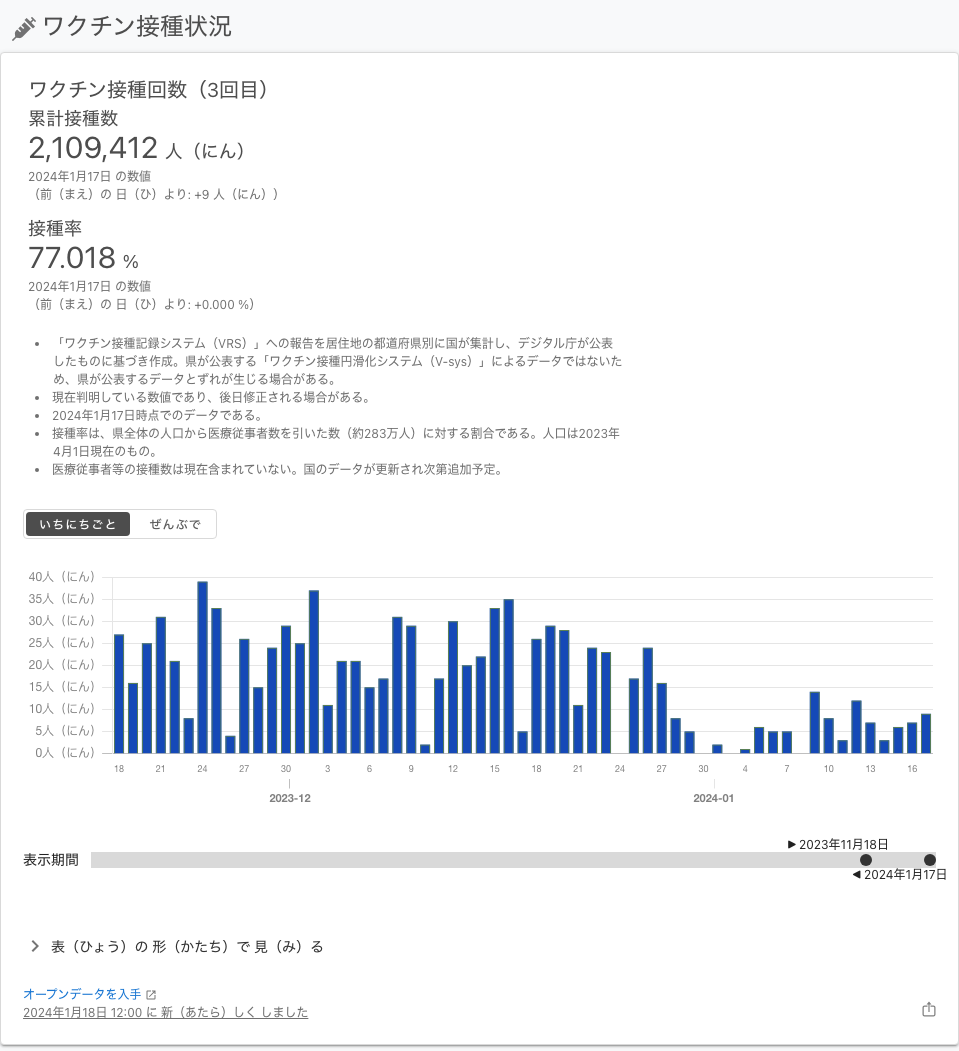 ワクチン接種状況
ワクチン接種回数（3回目）
累計接種数
2,109,412 人（にん）
2024年1月17日 の数値
（前（まえ）の 日（ひ）より: +9 人（にん））
接種率
77.018 %
2024年1月17日 の数値
（前（まえ）の 日（ひ）より: +0.000 %）
• 「ワクチン接種記録システム（VRS）」への報告を居住地の都道府県別に国が集計し、デジタル庁が公表
したものに基づき作成。県が公表する「ワクチン接種円滑化システム（V-sys）」によるデータではないた
め、県が公表するデータとずれが生じる場合がある。
• 現在判明している数値であり、後日修正される場合がある。
• 2024年1月17日時点でのデータである。
• 接種率は、県全体の人口から医療従事者数を引いた数（約283万人）に対する割合である。人口は2023年
4月1日現在のもの。
• 医療従事者等の接種数は現在含まれていない。国のデータが更新され次第追加予定。
いちにちごと ぜんぶで
40人（にん）
35人（にん）
30人（にん）
25人（にん）
20人（にん）
15人（にん）
10人（にん）
5人（にん）
0人（にん）
18 21 24 27 30 3 6 9 12 15 18 21 24 27 30 4 7 10 13 16
2023-12 2024-01
▶ 2023年11月18日
表示期間
◀ 2024年1月17日
表（ひょう）の 形（かたち）で 見（み）る
オープンデータを入手
2024年1月18日 12:00 に 新（あたら）しく しました